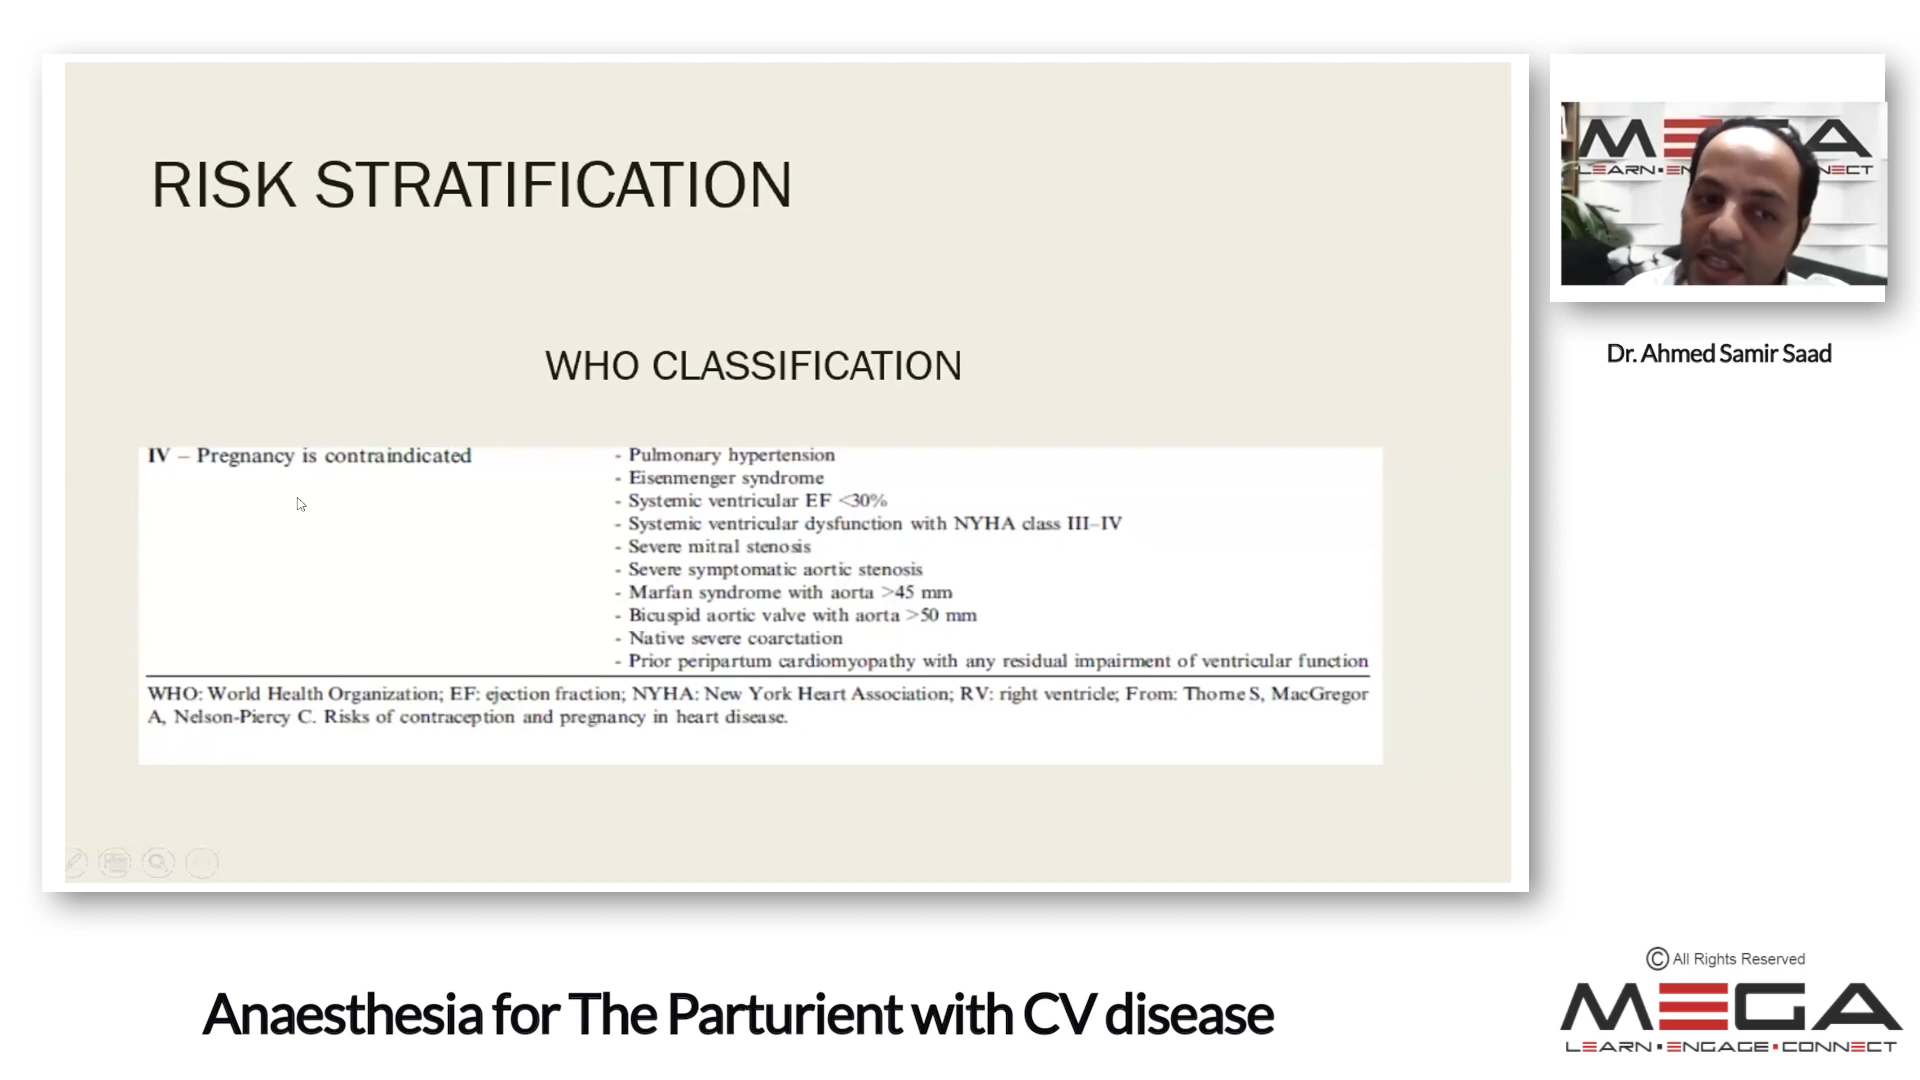 RISK STRATIFICATION
WHO CLASSIFICATION
IV – Pregnancy is contraindicated
- Pulmonary hypertension
- Eisenmenger syndrome
- Systemic ventricular EF <30%
- Systemic ventricular dysfunction with NYHA class III–IV
- Severe mitral stenosis
- Severe symptomatic aortic stenosis
- Marfan syndrome with aorta >45 mm
- Bicuspid aortic valve with aorta >50 mm
- Native severe coarctation
- Prior peripartum cardiomyopathy with any residual impairment of ventricular function
WHO: World Health Organization; EF: ejection fraction; NYHA: New York Heart Association; RV: right ventricle; From: Thorne S, MacGregor
A, Nelson-Piercy C. Risks of contraception and pregnancy in heart disease.
Dr. Ahmed Samir Saad
Anaesthesia for The Parturient with CV disease
© All Rights Reserved
MEGA
LEARN▪ENGAGE▪CONNECT